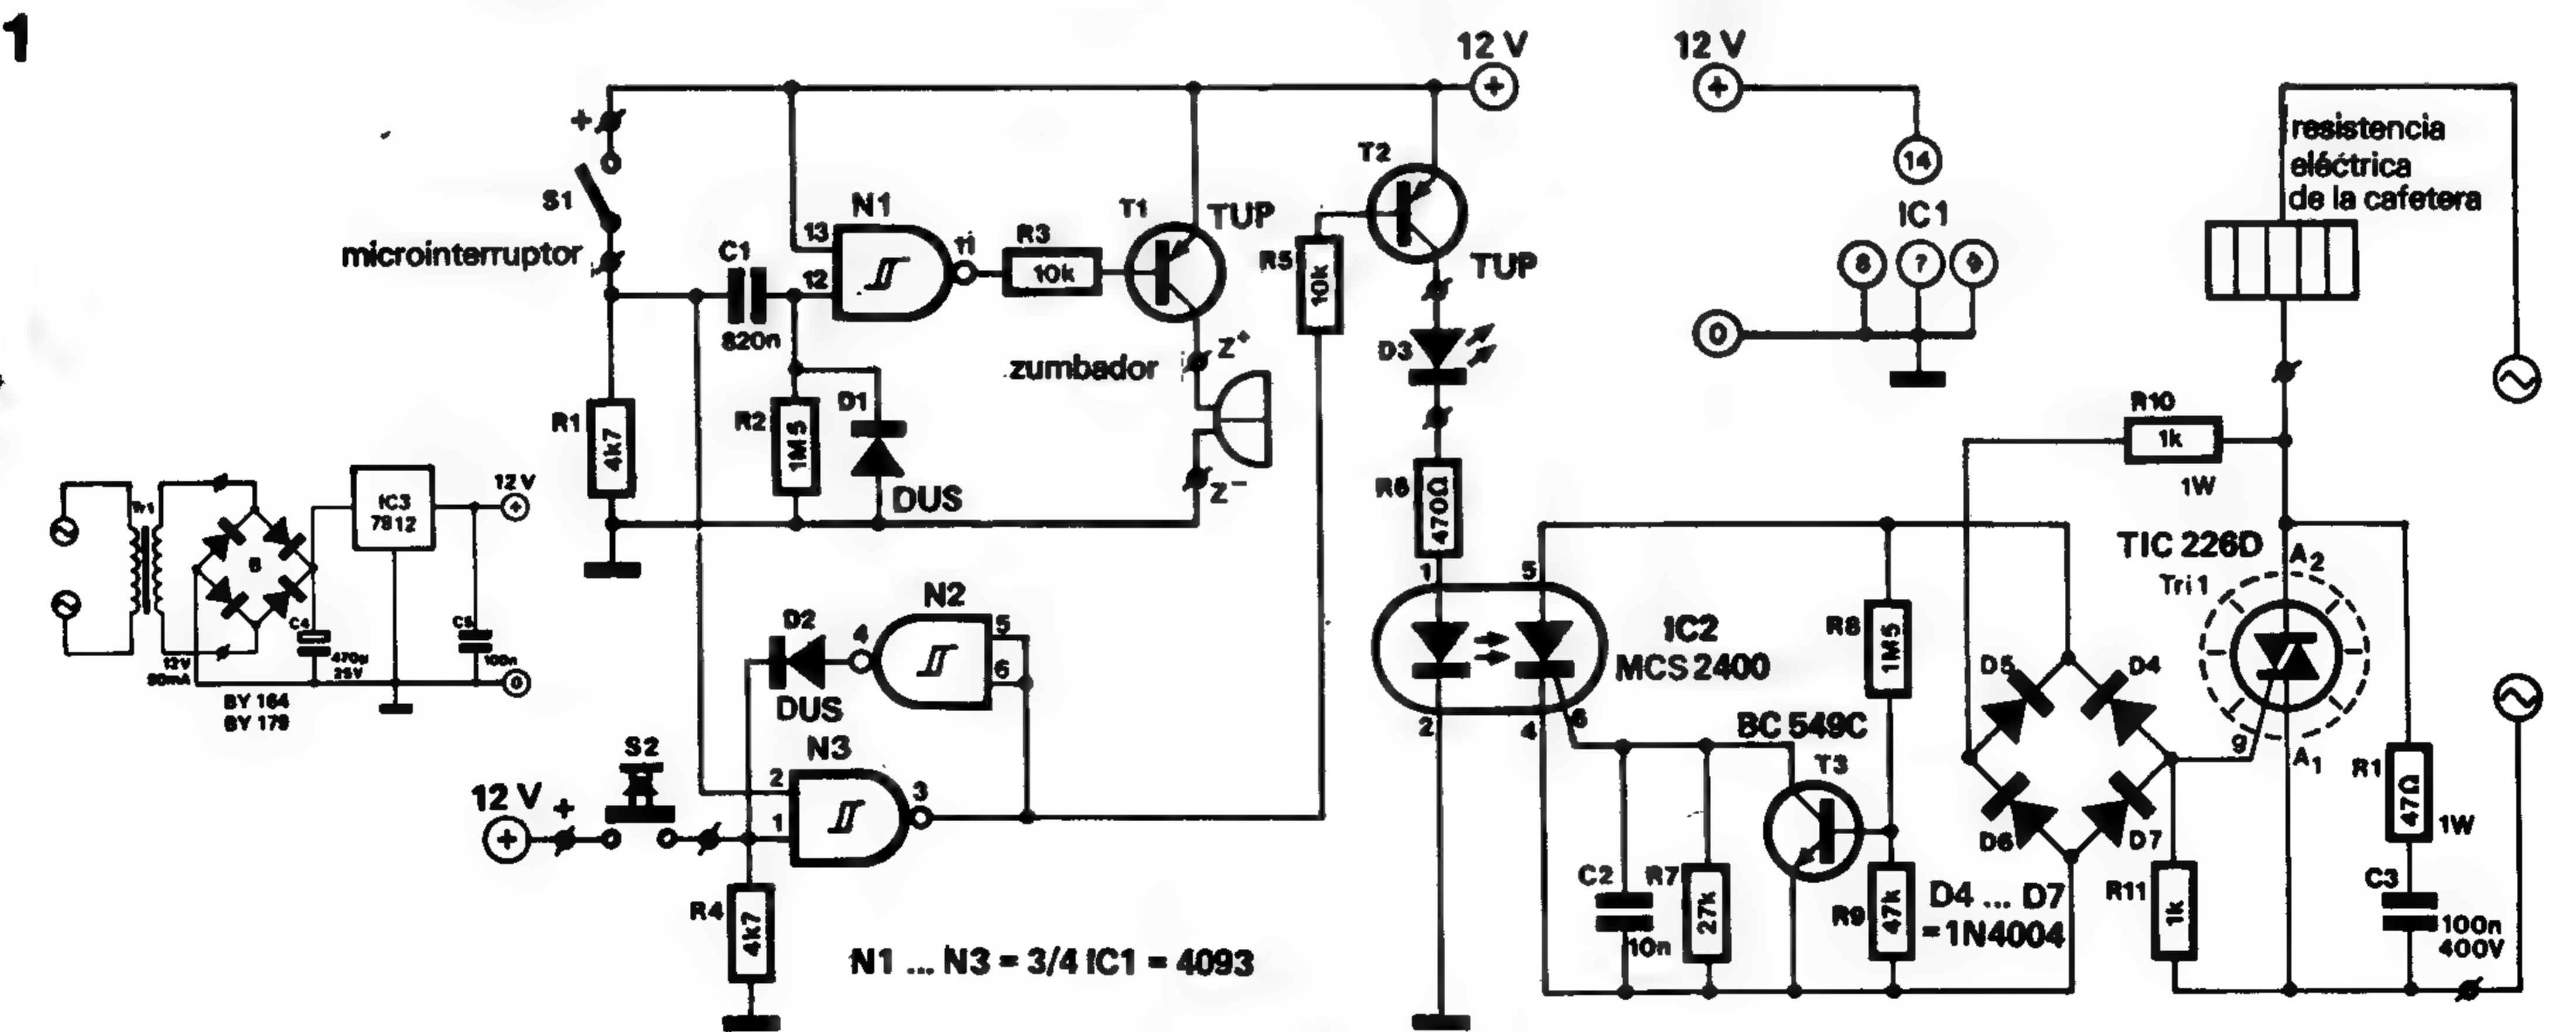 1
12 V
+
+
S1
microinterruptor
R1
4k7
C1
820n
13
12
N1
11
R3
10k
T1
TUP
R2
1M5
D1
DUS
zumbador
Z+
Z-
R5
10k
T2
TUP
D3
R6
470Ω
12 V
+
14
IC1
8
7
9
0
resistencia
eléctrica
de la cafetera
R10
1k
1W
Tr1
12V
80mA
B
BY 164
BY 179
C4
470µ
25V
IC3
7812
C5
100n
12 V
+
0
N2
4
5
6
D2
DUS
N3
2
1
3
S2
12 V
+
+
R4
4k7
N1 ... N3 = 3/4 IC1 = 4093
1
2
5
4
6
IC2
MCS 2400
R8
1M5
BC 549C
T3
C2
10n
R7
27k
R9
47k
D5
D4
D6
D7
D4 ... D7
=1N4004
TIC 226D
Tri 1
A2
A1
g
R11
1k
R1
47Ω
1W
C3
100n
400V